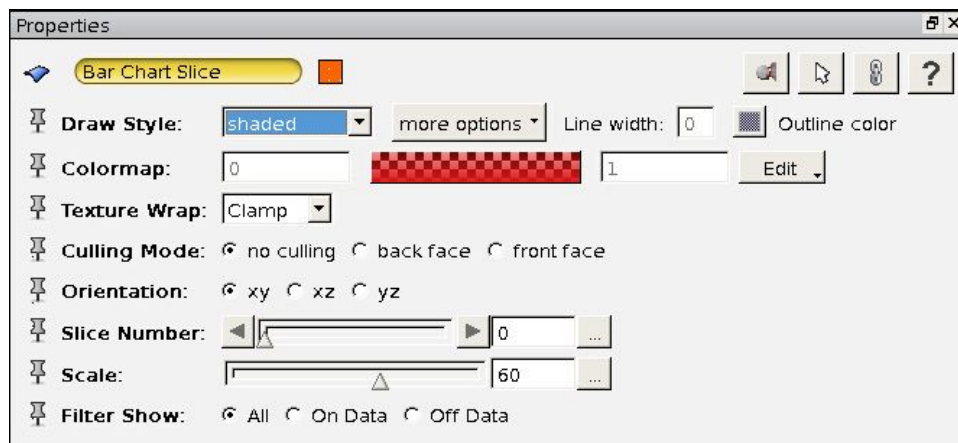 Properties
Bar Chart Slice ?
Draw Style: shaded more options Line width: 0 Outline color
Colormap: 0 1 Edit
Texture Wrap: Clamp
Culling Mode: no culling back face front face
Orientation: xy xz yz
Slice Number: 0 ...
Scale: 60 ...
Filter Show: All On Data Off Data